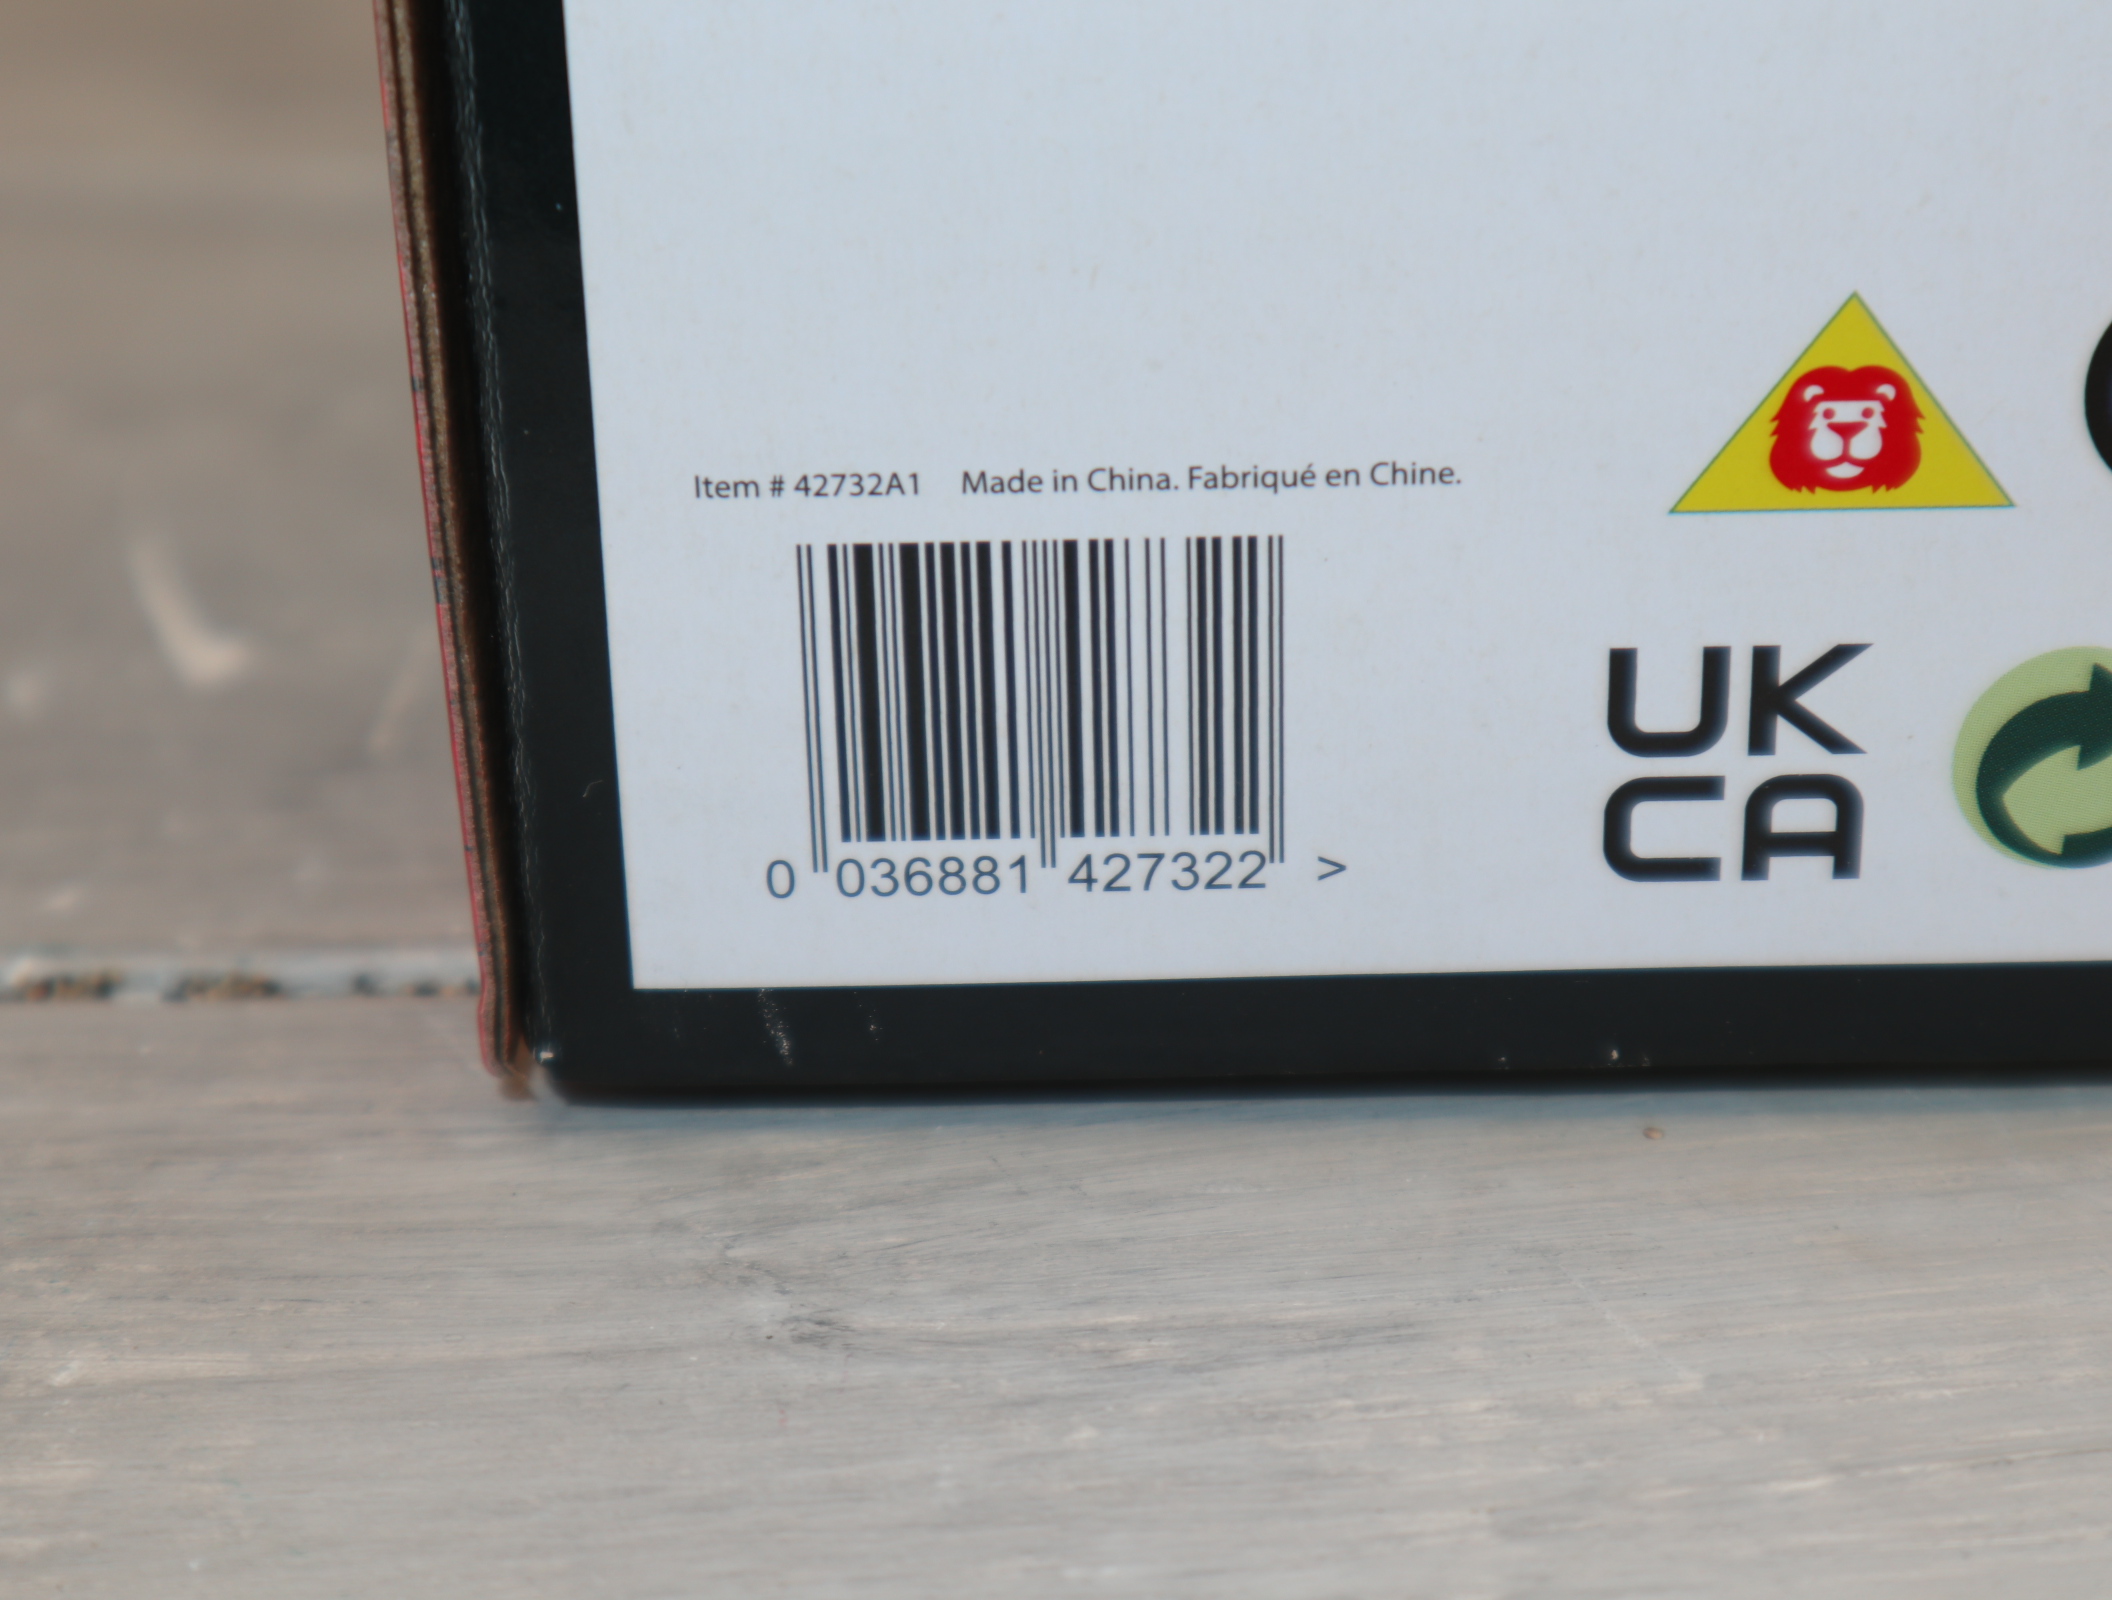 Item # 42732A1 Made in China. Fabriqué en Chine.
0 036881 427322 >
UK
CA